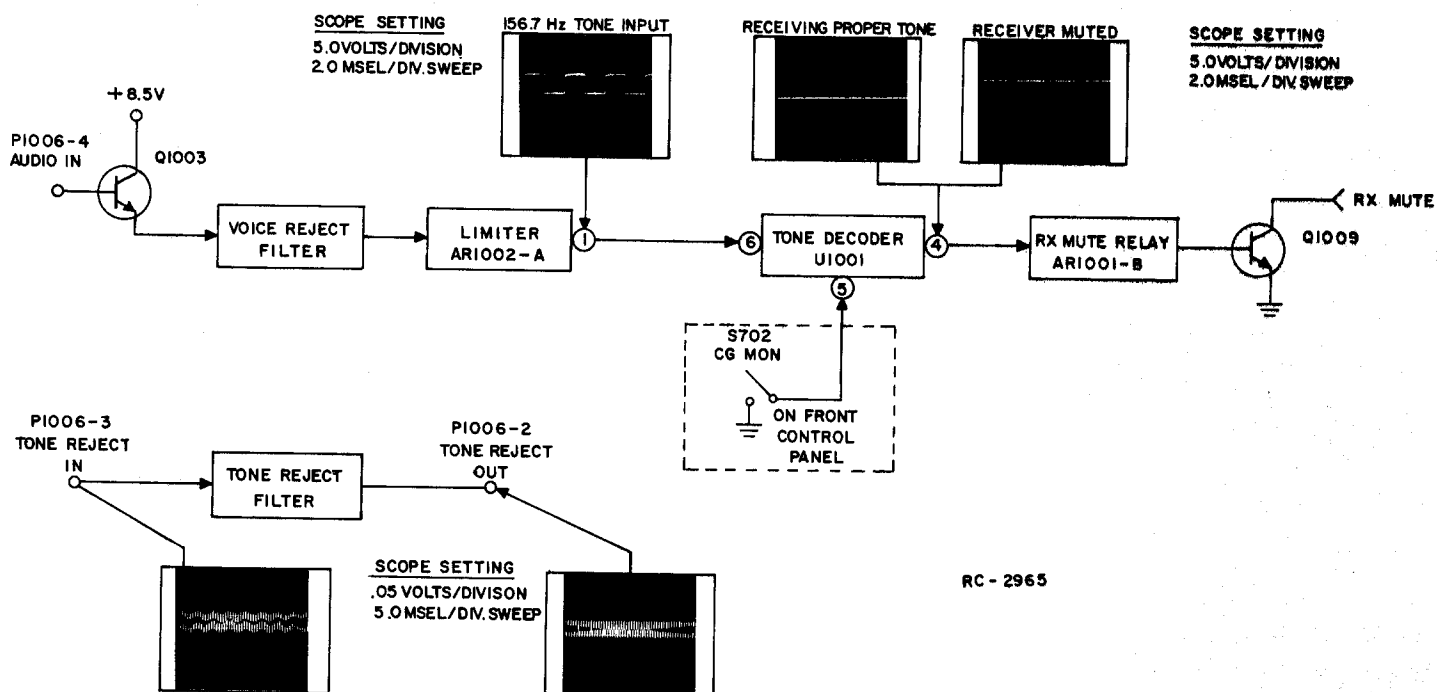 SCOPE SETTING
5.0VOLTS/DIVISION
2.0 MSEL/DIV.SWEEP
156.7 Hz TONE INPUT
RECEIVING PROPER TONE
RECEIVER MUTED
SCOPE SETTING
5.0VOLTS/DIVISION
2.0MSEL/DIV.SWEEP
+8.5V
P1006-4
AUDIO IN
Q1003
VOICE REJECT
FILTER
LIMITER
AR1002-A
1
6
TONE DECODER
U1001
4
5
RX MUTE RELAY
AR1001-B
RX MUTE
Q1009
S702
CG MON
ON FRONT
CONTROL
PANEL
P1006-3
TONE REJECT
IN
TONE REJECT
FILTER
P1006-2
TONE REJECT
OUT
SCOPE SETTING
.05 VOLTS/DIVISON
5.0MSEL/DIV.SWEEP
RC-2965